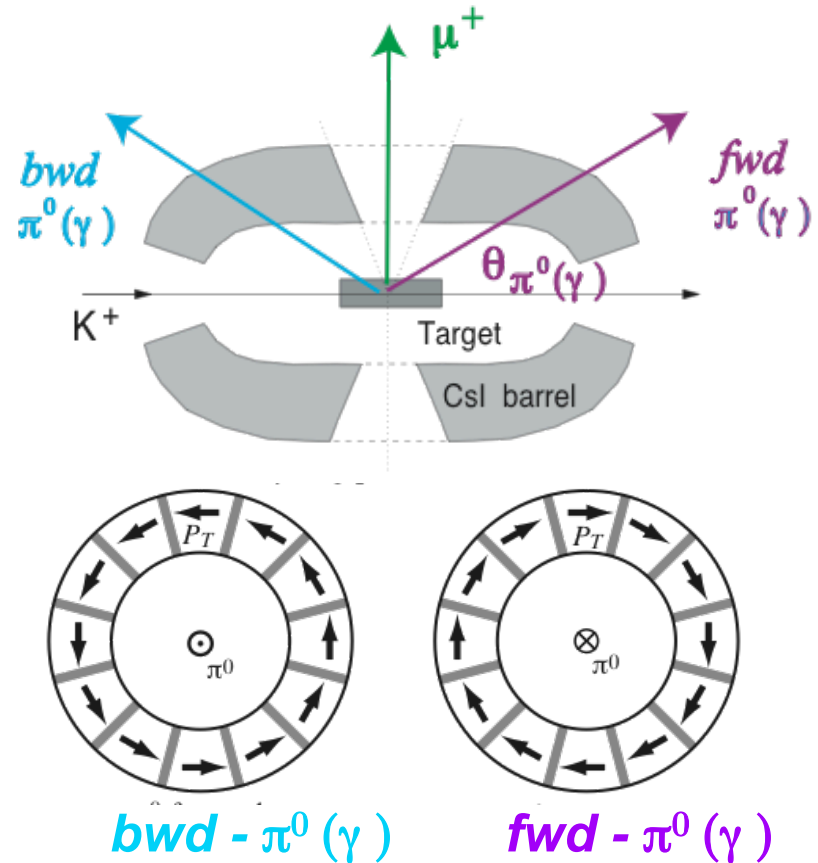 μ+
bwd
π⁰(γ)
fwd
π⁰(γ)
θπ⁰(γ)
K+
Target
CsI barrel
PT
π⁰
PT
π⁰
bwd - π⁰ (γ )
fwd - π⁰ (γ )